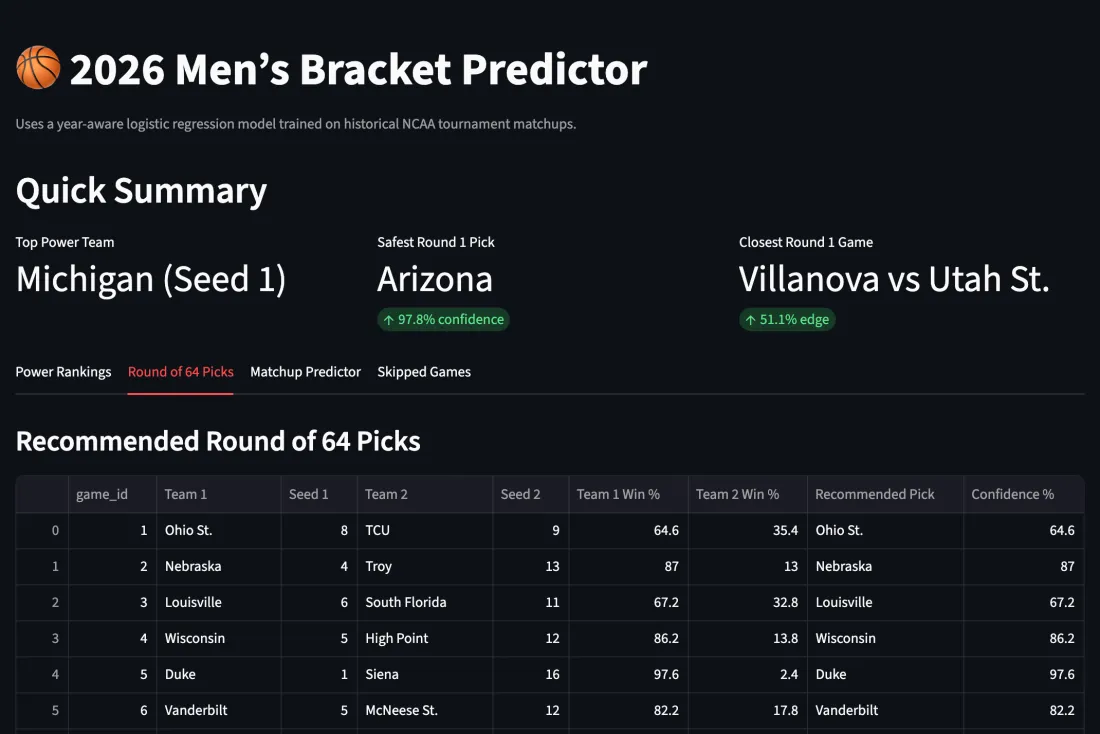 🏀 2026 Men’s Bracket Predictor
Uses a year-aware logistic regression model trained on historical NCAA tournament matchups.
Quick Summary
Top Power Team Safest Round 1 Pick Closest Round 1 Game
Michigan (Seed 1) Arizona Villanova vs Utah St.
↑ 97.8% confidence ↑ 51.1% edge
Power Rankings Round of 64 Picks Matchup Predictor Skipped Games
Recommended Round of 64 Picks
game_id Team 1 Seed 1 Team 2 Seed 2 Team 1 Win % Team 2 Win % Recommended Pick Confidence %
0 1 Ohio St. 8 TCU 9 64.6 35.4 Ohio St. 64.6
1 2 Nebraska 4 Troy 13 87 13 Nebraska 87
2 3 Louisville 6 South Florida 11 67.2 32.8 Louisville 67.2
3 4 Wisconsin 5 High Point 12 86.2 13.8 Wisconsin 86.2
4 5 Duke 1 Siena 16 97.6 2.4 Duke 97.6
5 6 Vanderbilt 5 McNeese St. 12 82.2 17.8 Vanderbilt 82.2